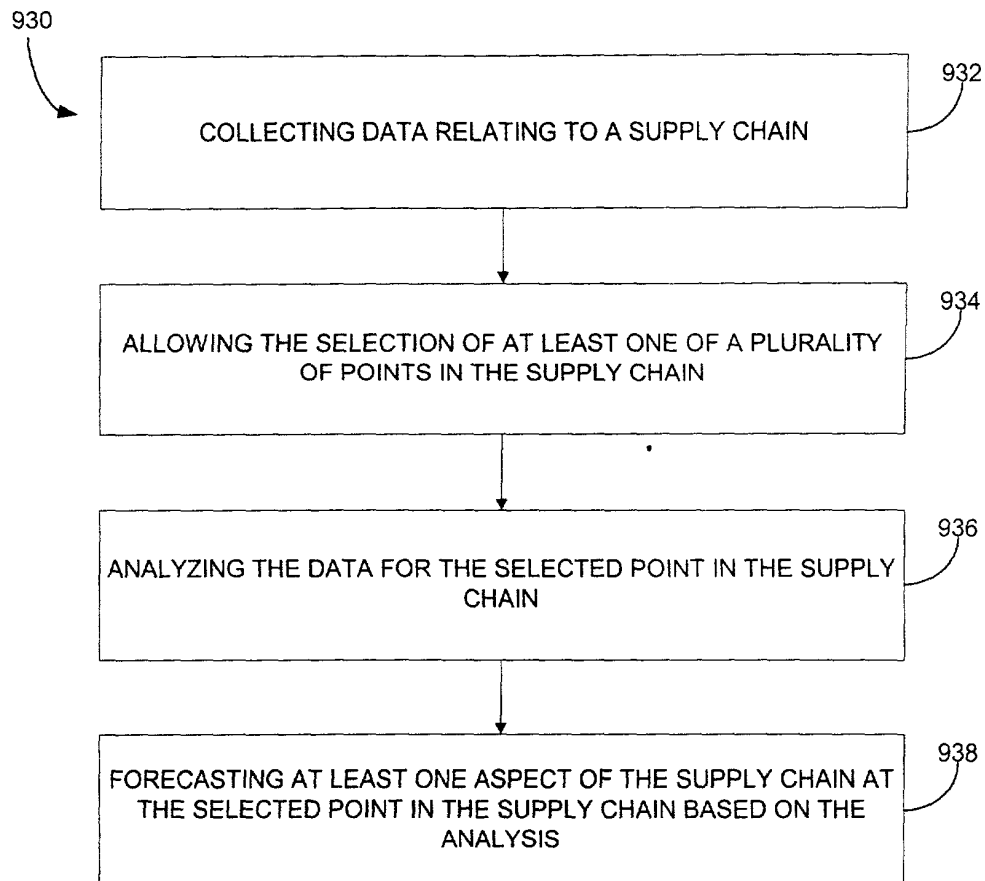 930
932
COLLECTING DATA RELATING TO A SUPPLY CHAIN
934
ALLOWING THE SELECTION OF AT LEAST ONE OF A PLURALITY
OF POINTS IN THE SUPPLY CHAIN
936
ANALYZING THE DATA FOR THE SELECTED POINT IN THE SUPPLY
CHAIN
938
FORECASTING AT LEAST ONE ASPECT OF THE SUPPLY CHAIN AT
THE SELECTED POINT IN THE SUPPLY CHAIN BASED ON THE
ANALYSIS